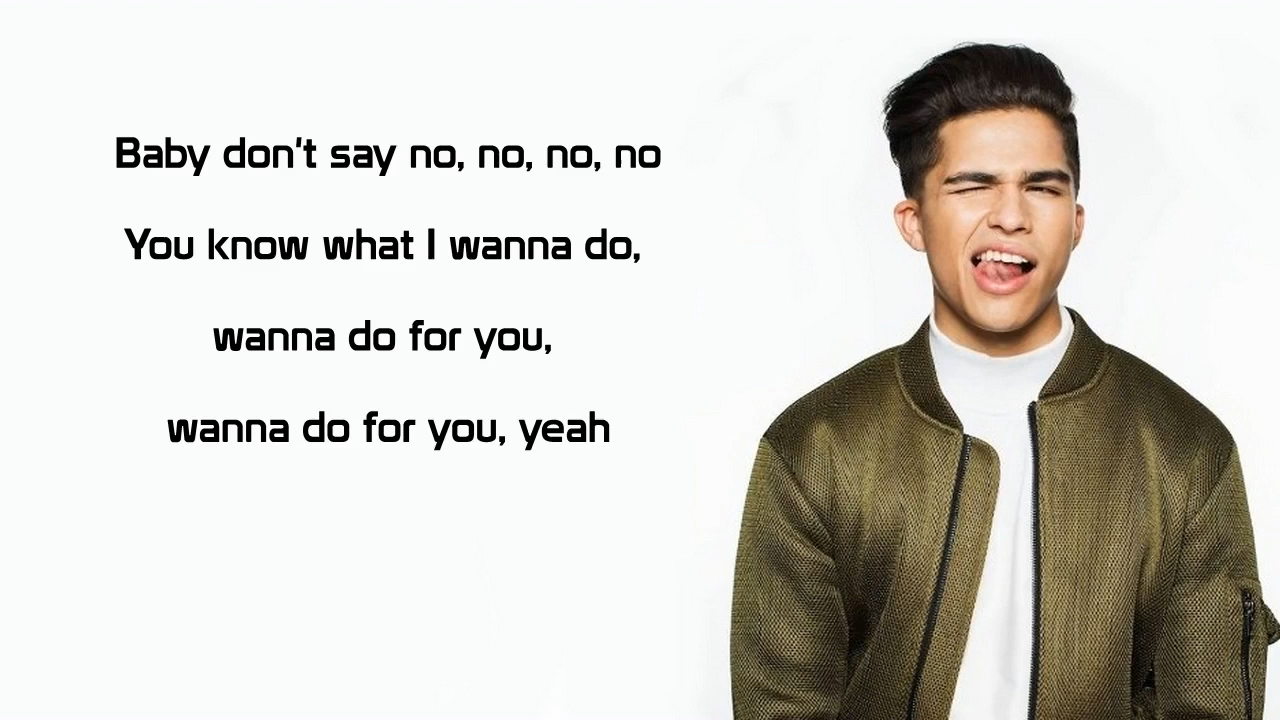 Baby don't say no, no, no, no
You know what I wanna do,
wanna do for you,
wanna do for you, yeah